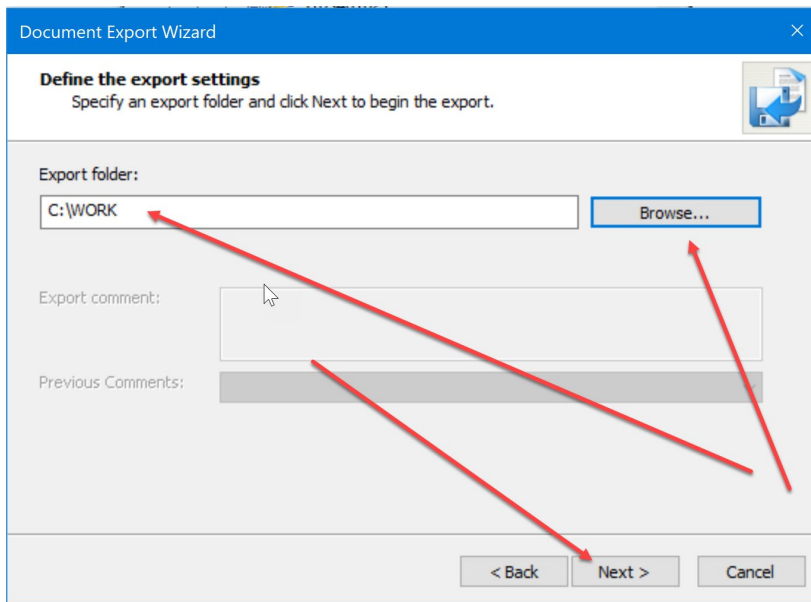 Document Export Wizard
Define the export settings
Specify an export folder and click Next to begin the export.
Export folder:
C:\WORK
Browse...
Export comment:
Previous Comments:
< Back
Next >
Cancel